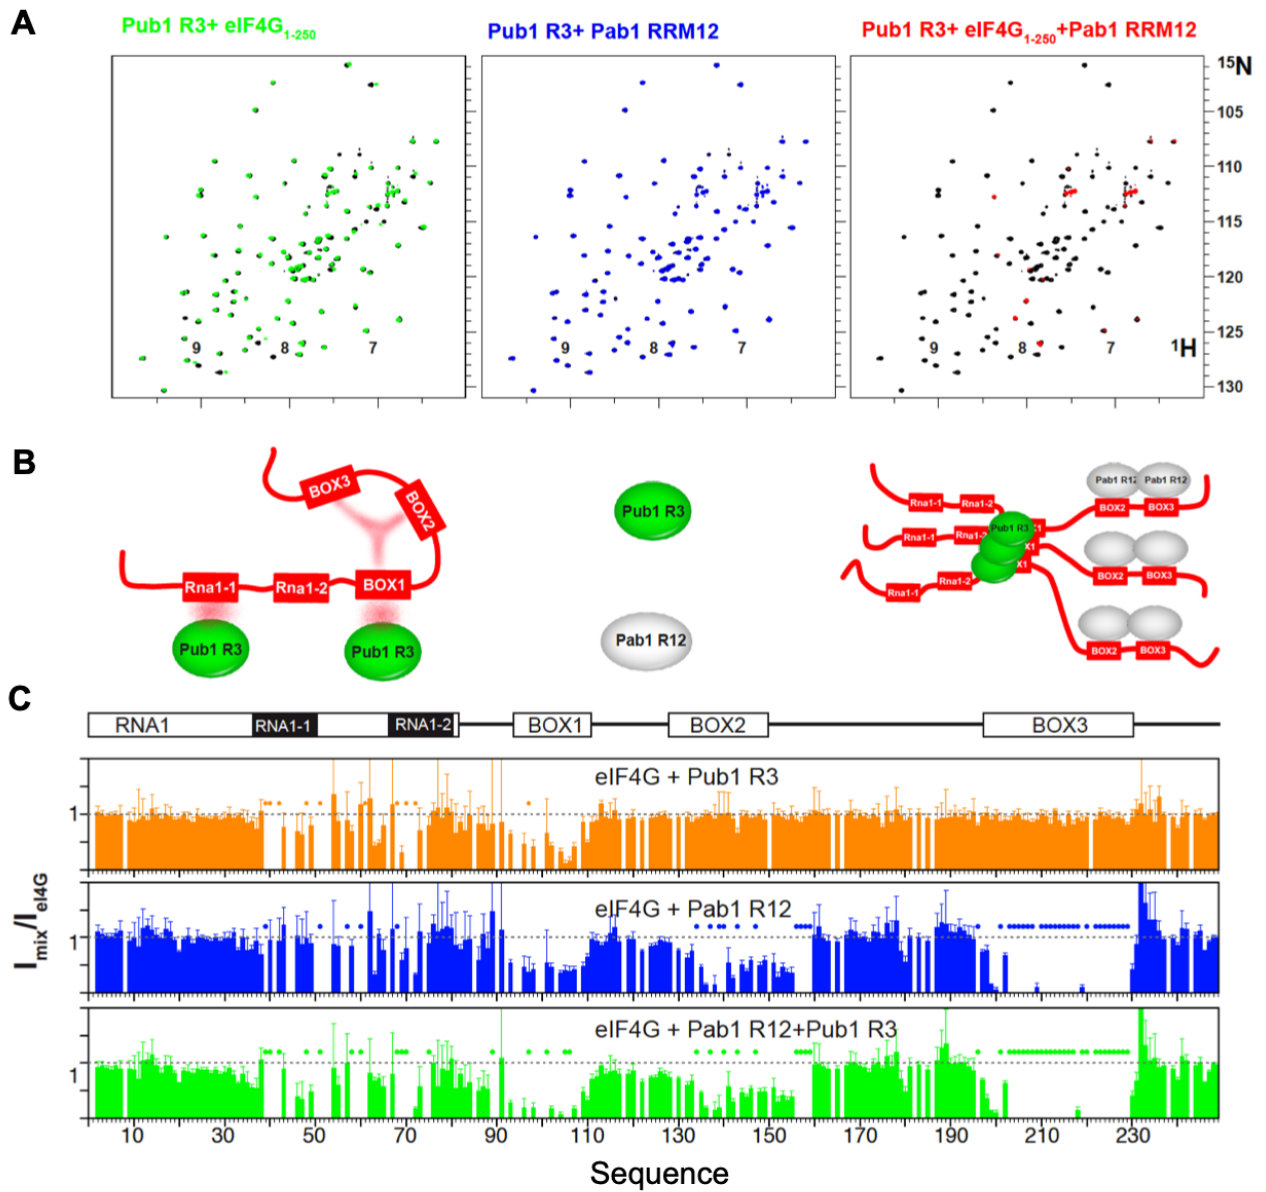 A
Pub1 R3+ eIF4G1-250
Pub1 R3+ Pab1 RRM12
Pub1 R3+ eIF4G1-250+Pab1 RRM12
15N
105
110
115
120
125
130
9 8 7
9 8 7
9 8 7
1H
B
BOX3
BOX2
Rna1-1
Rna1-2
BOX1
Pub1 R3
Pub1 R3
Pub1 R3
Pab1 R12
Rna1-1
Rna1-2
Pub1 R3
Pab1 R12
Pab1 R12
BOX2
BOX3
Rna1-1
Rna1-2
X1
BOX2
BOX3
Rna1-1
Rna1-2
X1
BOX2
BOX3
C
RNA1
RNA1-1
RNA1-2
BOX1
BOX2
BOX3
eIF4G + Pub1 R3
1
eIF4G + Pab1 R12
1
eIF4G + Pab1 R12+Pub1 R3
1
Imix/IeI4G
10 30 50 70 90 110 130 150 170 190 210 230
Sequence